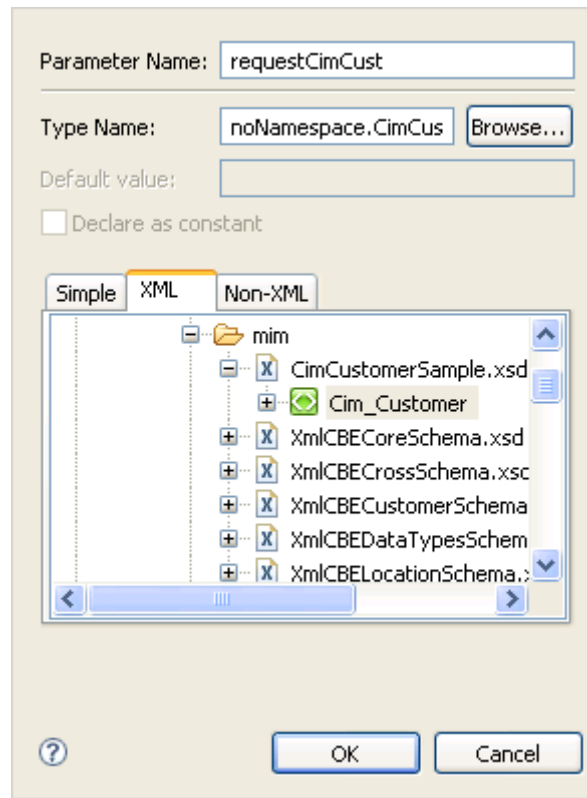 Parameter Name: requestCimCust
Type Name: noNamespace.CimCus Browse...
Default value:
Declare as constant
Simple XML Non-XML
mim
CimCustomerSample.xsd
Cim_Customer
XmlCBECoreSchema.xsd
XmlCBECrossSchema.xsc
XmlCBECustomerSchema
XmlCBEDataTypesSchem
XmlCBELocationSchema.
OK Cancel